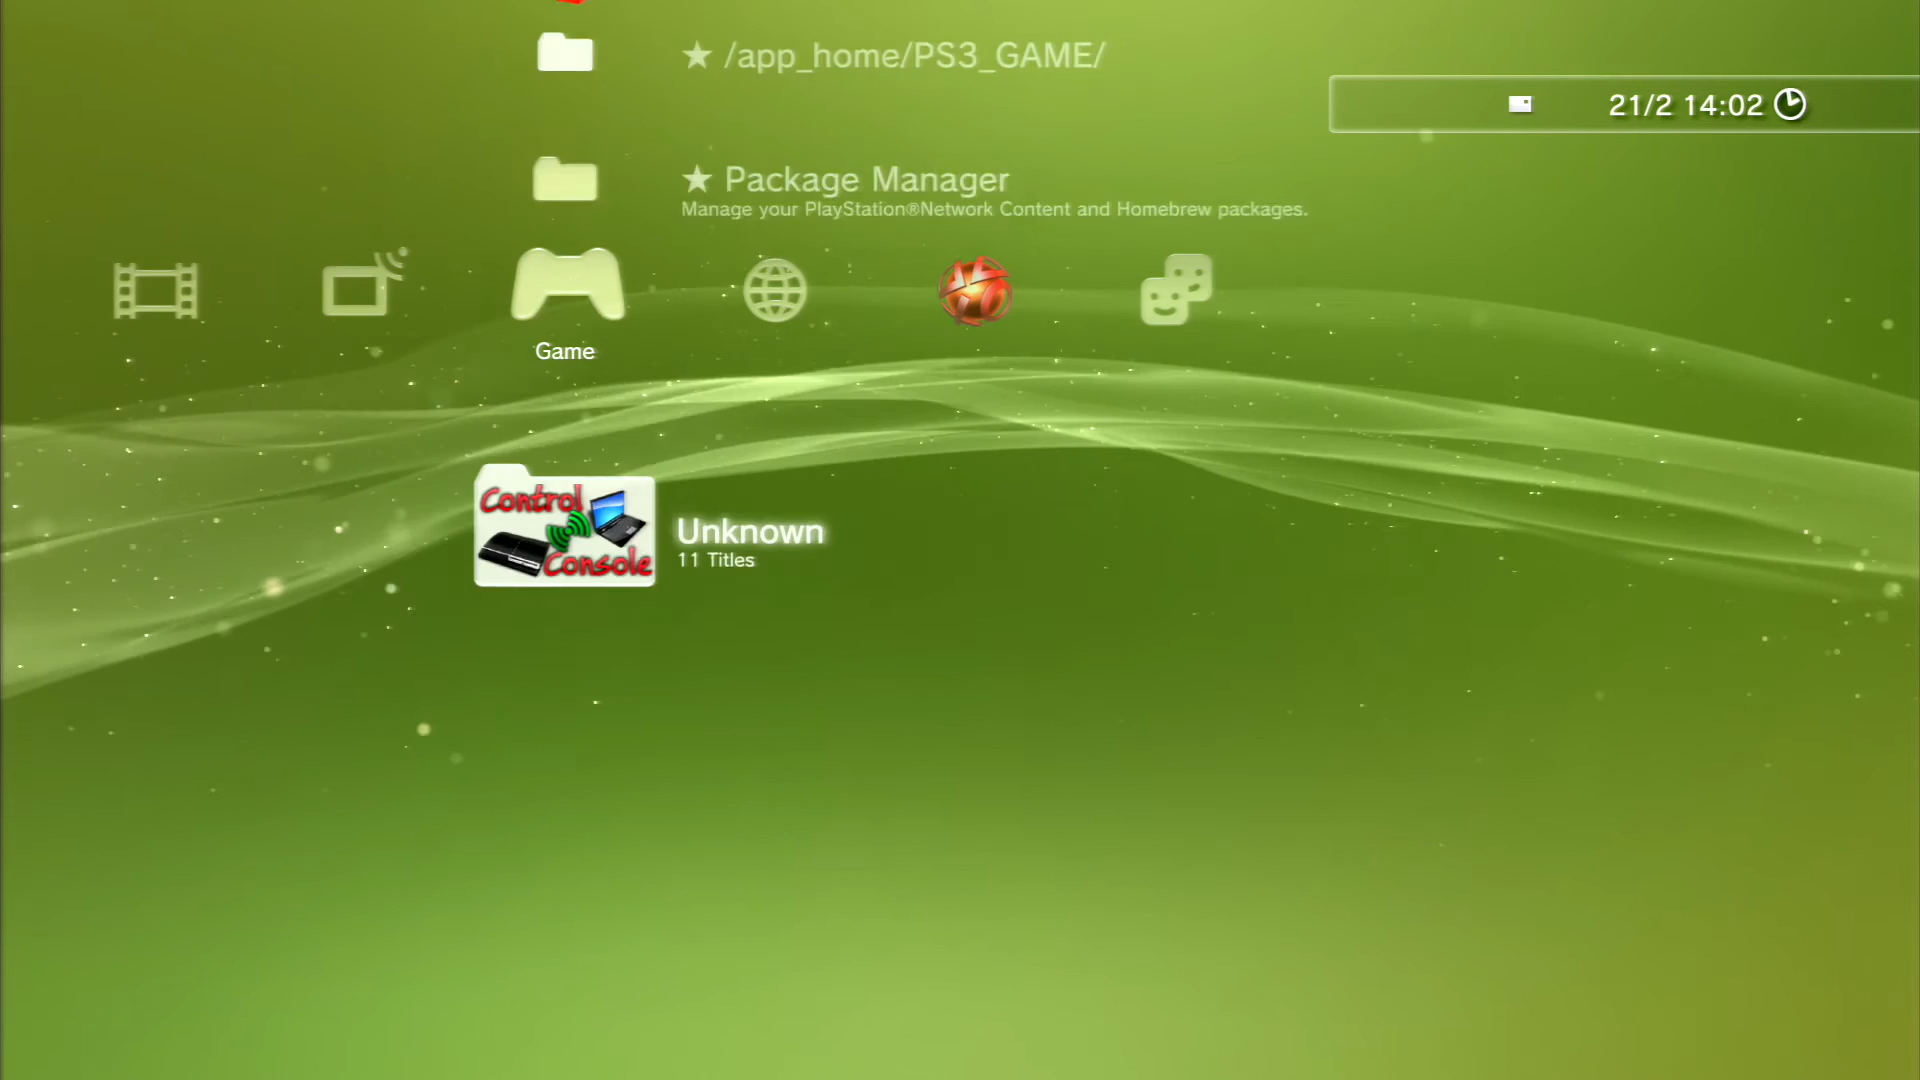 ★ /app_home/PS3_GAME/
21/2 14:02
★ Package Manager
Manage your PlayStation®Network Content and Homebrew packages.
Game
Control
Console
Unknown
11 Titles